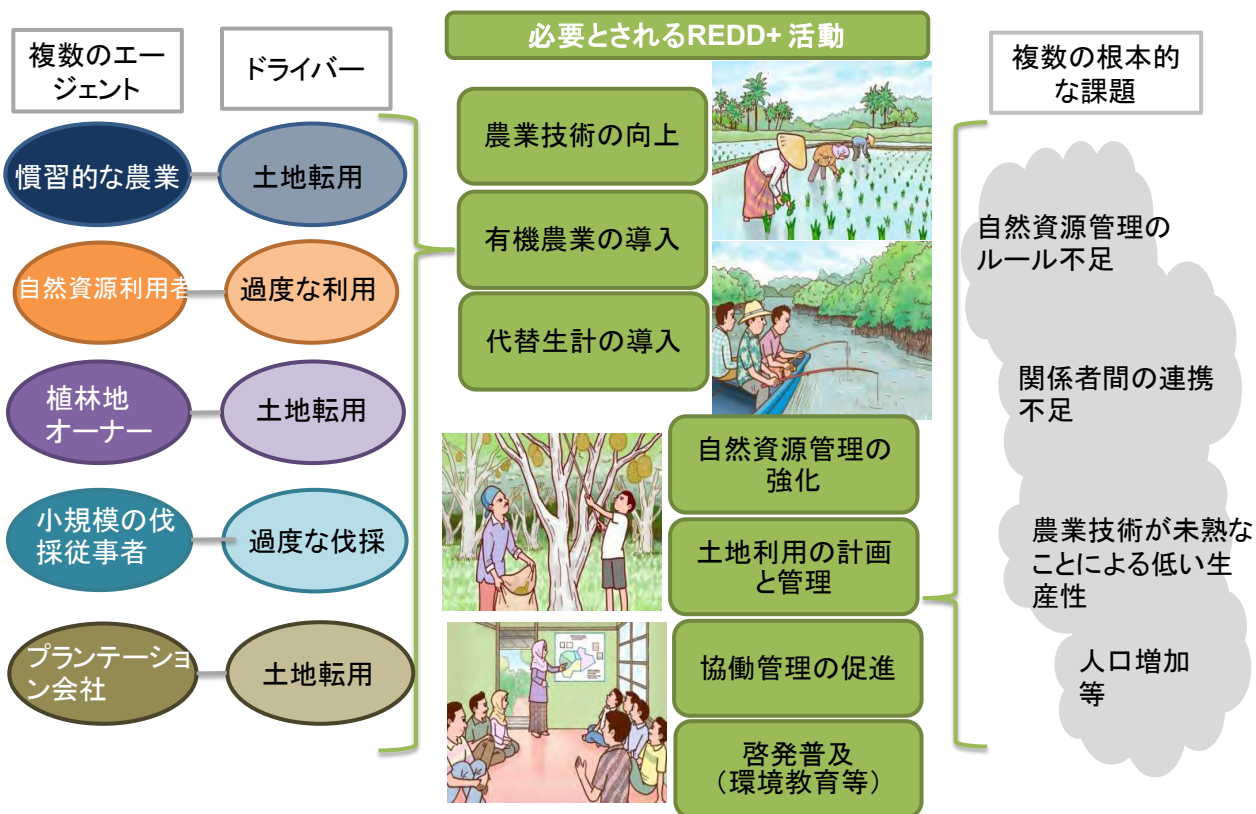 必要とされるREDD+ 活動
複数のエー
ジェント
ドライバー
複数の根本的
な課題
慣習的な農業
土地転用
自然資源利用者
過度な利用
植林地
オーナー
土地転用
小規模の伐
採従事者
過度な伐採
プランテーショ
ン会社
土地転用
農業技術の向上
有機農業の導入
代替生計の導入
自然資源管理の
強化
土地利用の計画
と管理
協働管理の促進
啓発普及
（環境教育等）
自然資源管理の
ルール不足
関係者間の連携
不足
農業技術が未熟な
ことによる低い生
産性
人口増加
等